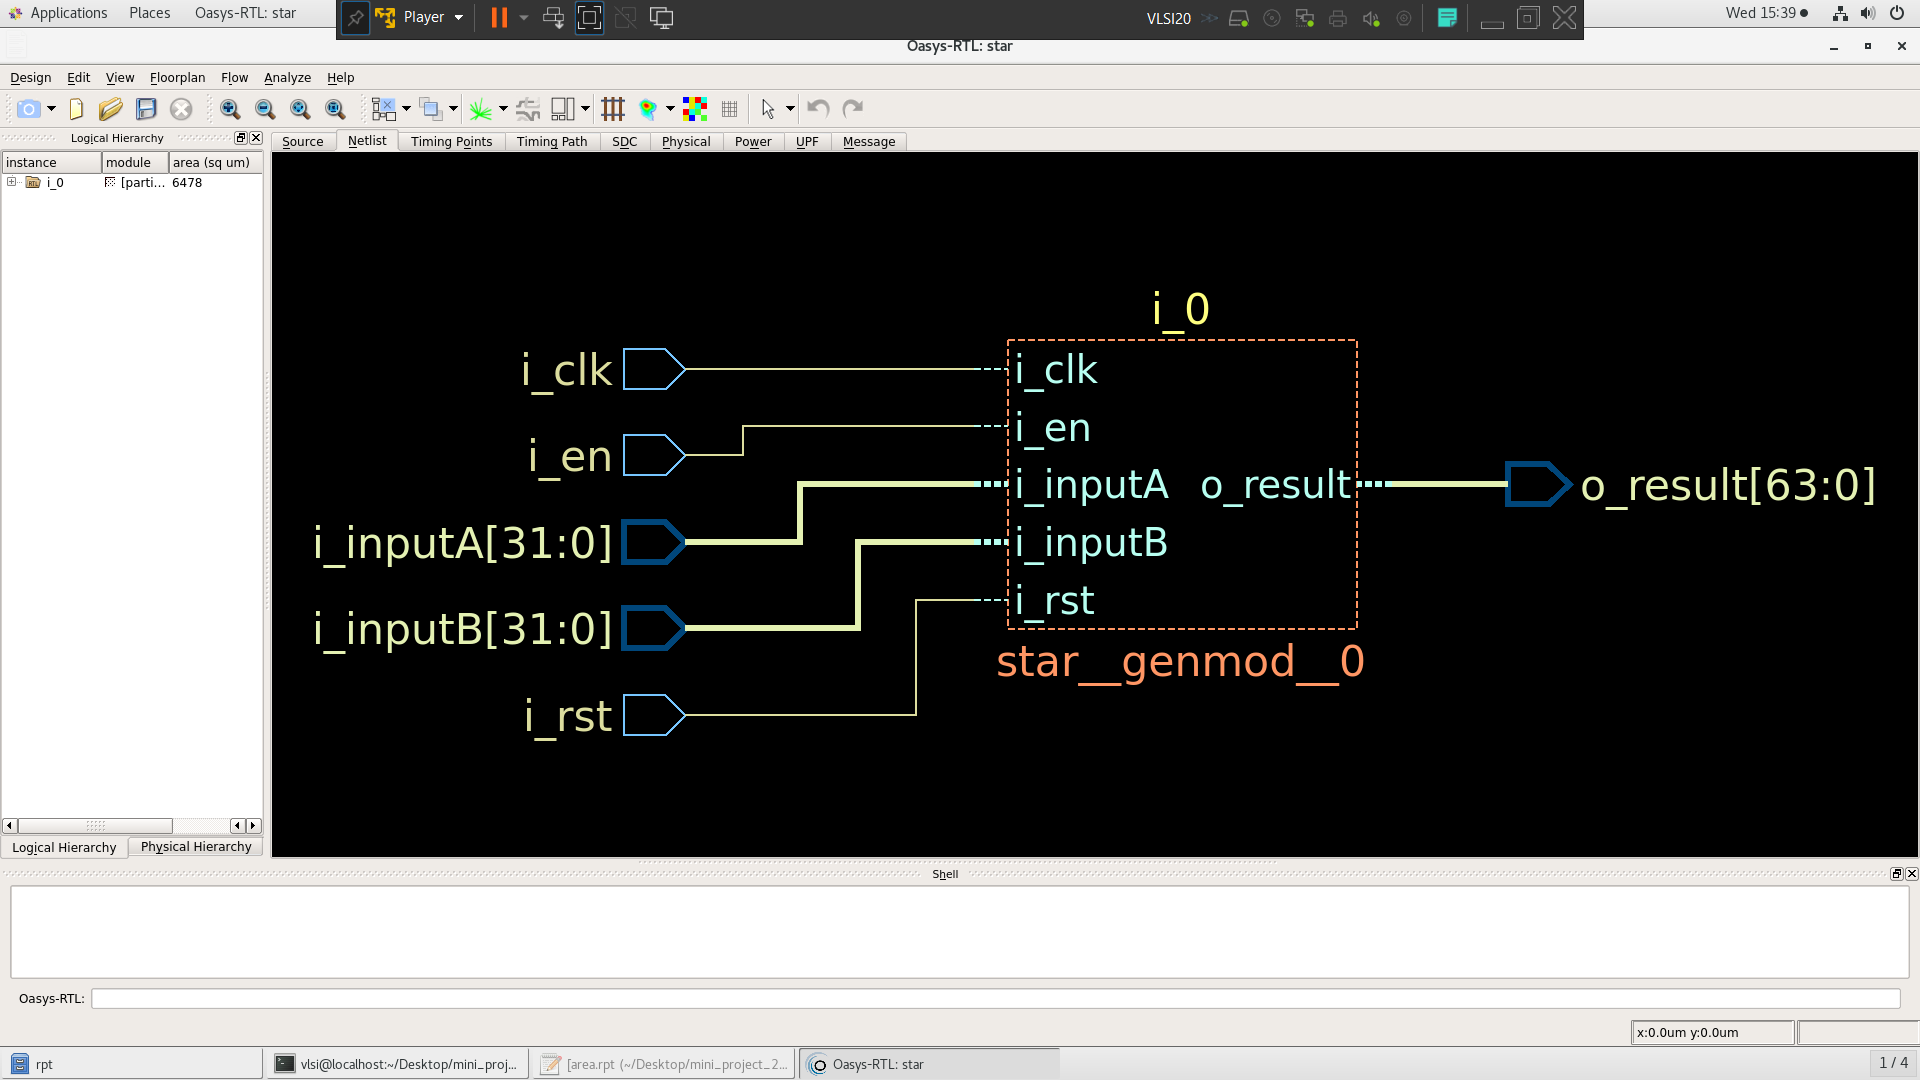 Applications Places Oasys-RTL: star
Player
VLSI20
Wed 15:39
Oasys-RTL: star
Design Edit View Floorplan Flow Analyze Help
Logical Hierarchy
Source Netlist Timing Points Timing Path SDC Physical Power UPF Message
instance module area (sq um)
i_0 [parti... 6478
RTL
i_0
i_clk
i_en
i_inputA[31:0]
i_inputB[31:0]
i_rst
i_clk
i_en
i_inputA o_result
i_inputB
i_rst
o_result[63:0]
star__genmod__0
Logical Hierarchy Physical Hierarchy
Shell
Oasys-RTL:
x:0.0um y:0.0um
rpt
vlsi@localhost:~/Desktop/mini_proj...
[area.rpt (~/Desktop/mini_project_2...
Oasys-RTL: star
1 / 4